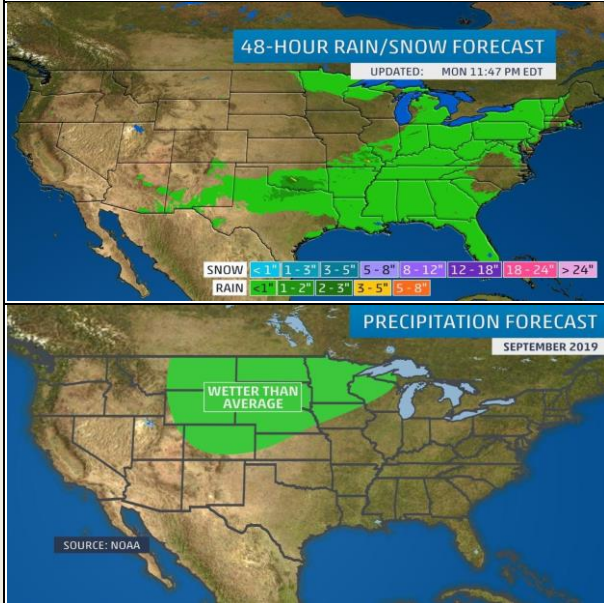 48-HOUR RAIN/SNOW FORECAST
UPDATED: MON 11:47 PM EDT
SNOW <1" 1 - 3" 3 - 5" 5 - 8" 8 - 12" 12 - 18" 18 - 24" > 24"
RAIN <1" 1 - 2" 2 - 3" 3 - 5" 5 - 8"
PRECIPITATION FORECAST
SEPTEMBER 2019
WETTER THAN
AVERAGE
SOURCE: NOAA